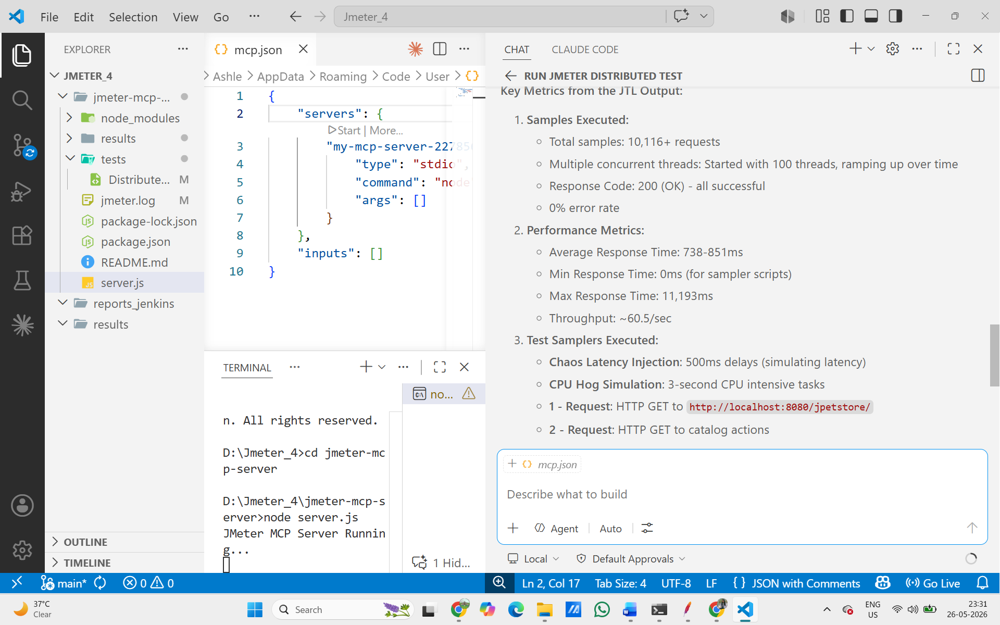 File Edit Selection View Go ··· Jmeter_4
EXPLORER ···
JMETER_4
jmeter-mcp-...
node_modules
results
tests
Distribute... M
jmeter.log M
package-lock.json
package.json
README.md
server.js
reports_jenkins
results
OUTLINE
TIMELINE
mcp.json
Ashle > AppData > Roaming > Code > User > {}
1 {
2 "servers": {
Start | More...
3 "my-mcp-server-22785
4 "type": "stdio",
5 "command": "node"
6 "args": []
7 }
8 },
9 "inputs": []
10 }
TERMINAL ···
no...
n. All rights reserved.
D:\Jmeter_4>cd jmeter-mc
p-server
D:\Jmeter_4\jmeter-mcp-s
erver>node server.js
JMeter MCP Server Runnin
g...
1 Hid...
CHAT CLAUDE CODE
RUN JMETER DISTRIBUTED TEST
Key Metrics from the JTL Output:
1. Samples Executed:
Total samples: 10,116+ requests
Multiple concurrent threads: Started with 100 threads, ramping up over time
Response Code: 200 (OK) - all successful
0% error rate
2. Performance Metrics:
Average Response Time: 738-851ms
Min Response Time: 0ms (for sampler scripts)
Max Response Time: 11,193ms
Throughput: ~60.5/sec
3. Test Samplers Executed:
Chaos Latency Injection: 500ms delays (simulating latency)
CPU Hog Simulation: 3-second CPU intensive tasks
1 - Request: HTTP GET to http://localhost:8080/jpetstore/
2 - Request: HTTP GET to catalog actions
+ {} mcp.json
Describe what to build
Agent Auto
Local Default Approvals
main* 0 0 Ln 2, Col 17 Tab Size: 4 UTF-8 LF {} JSON with Comments Go Live
37°C
Clear
Search
ENG
US
23:31
26-05-2026